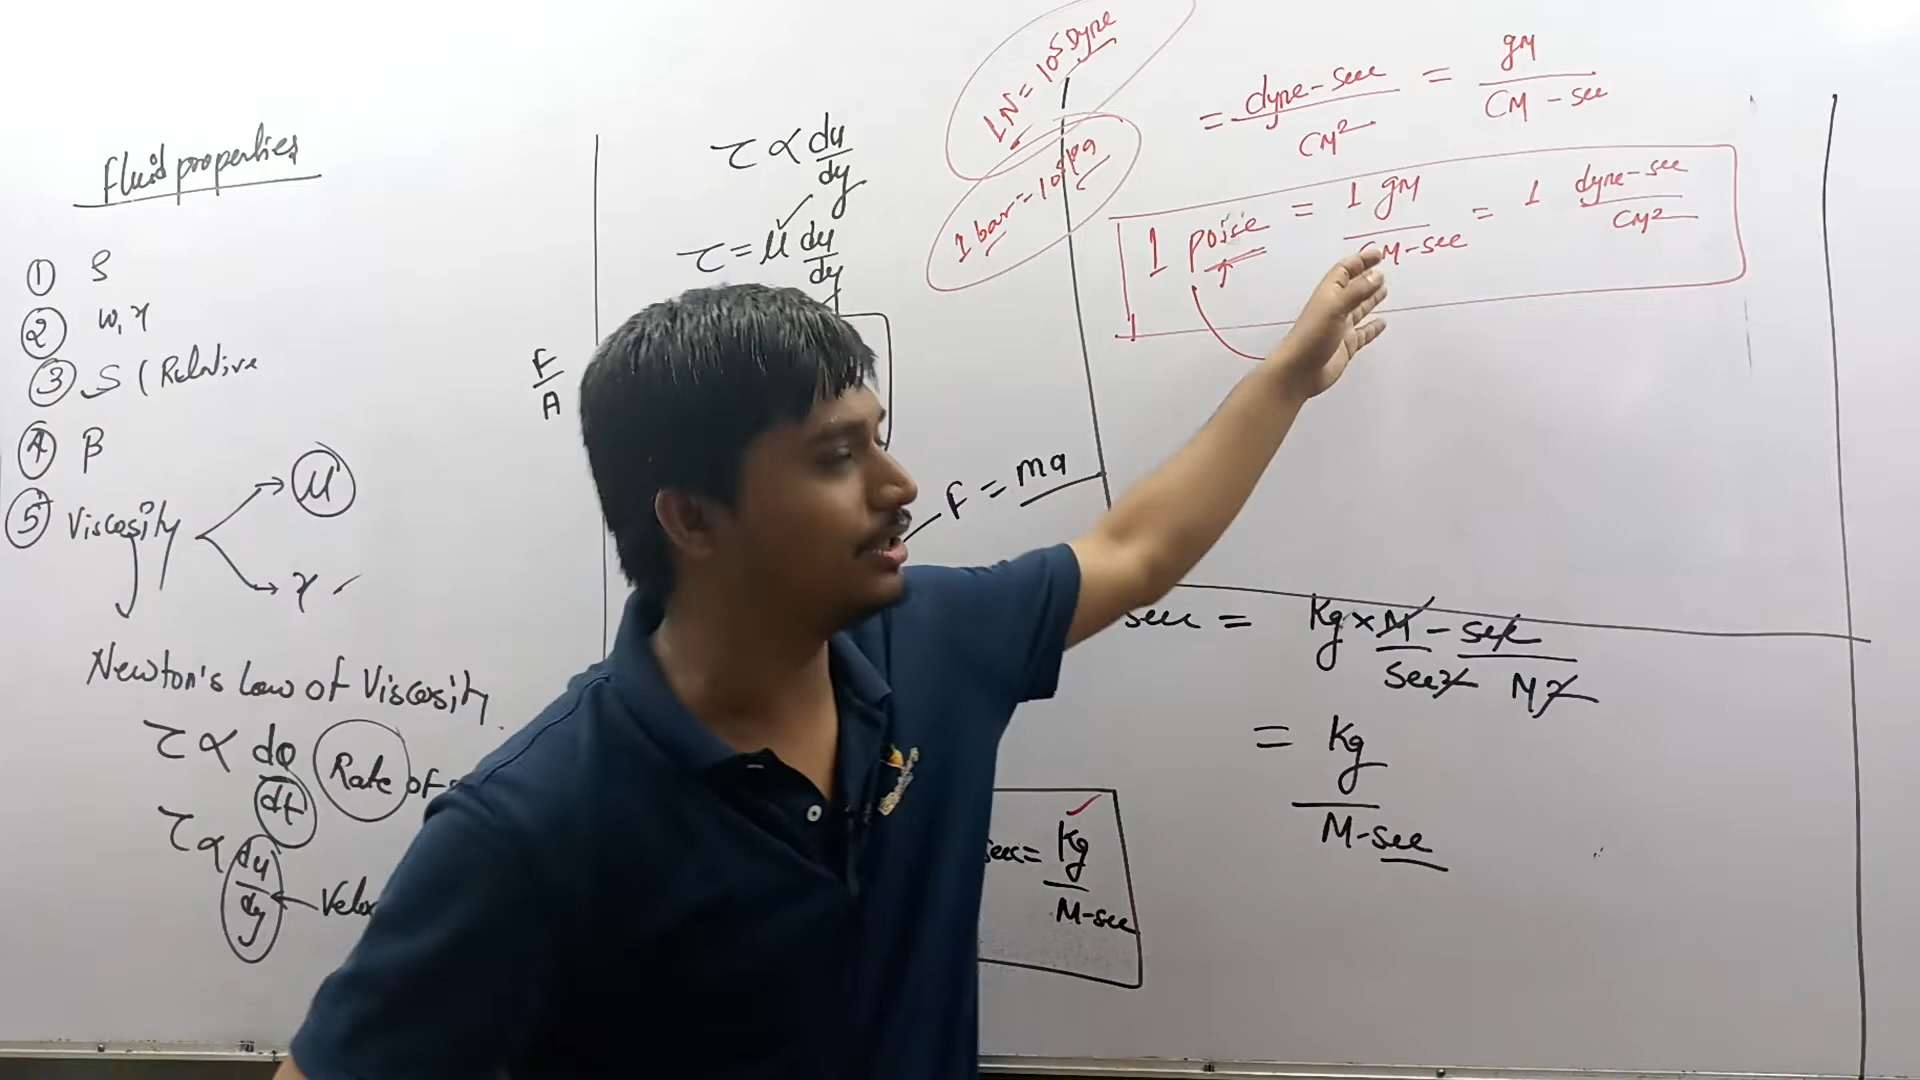 Fluid properties
① ρ
② w, γ
③ S (Relative
④ β
⑤ Viscosity → μ
→ γ
Newton's Law of Viscosity
τ ∝ dθ/dt Rate of
τ ∝ du/dy ← Velo
τ ∝ du/dy
τ = μ du/dy
F/A
F = ma
1N = 10⁵ Dyne
1 bar = 10⁵ pa
= dyne-sec/cm² = gm/cm-sec
1 poise = 1 gm/cm-sec = 1 dyne-sec/cm²
sec = kg×M-sec/sec² M²
= kg/M-sec
sec = kg/M-sec